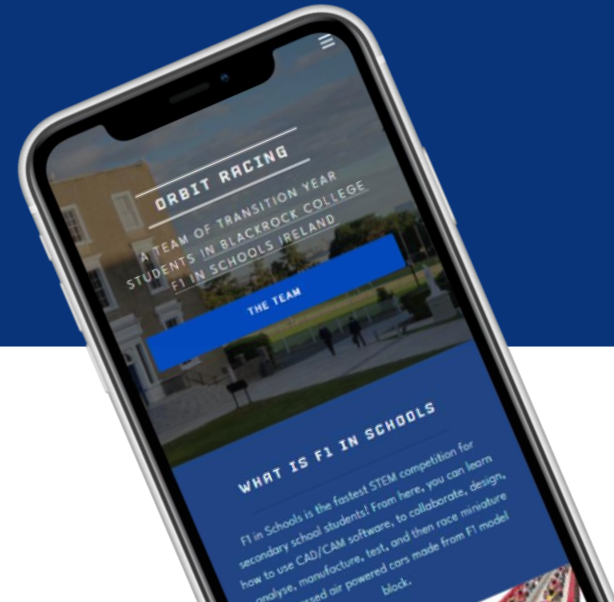 ORBIT RACING
A TEAM OF TRANSITION YEAR
STUDENTS IN BLACKROCK COLLEGE
F1 IN SCHOOLS IRELAND
THE TEAM
WHAT IS F1 IN SCHOOLS
F1 in Schools is the fastest STEM competition for
secondary school students! From here, you can learn
how to use CAD/CAM software, to collaborate, design,
analyse, manufacture, test, and then race miniature
air powered cars made from F1 model
block.